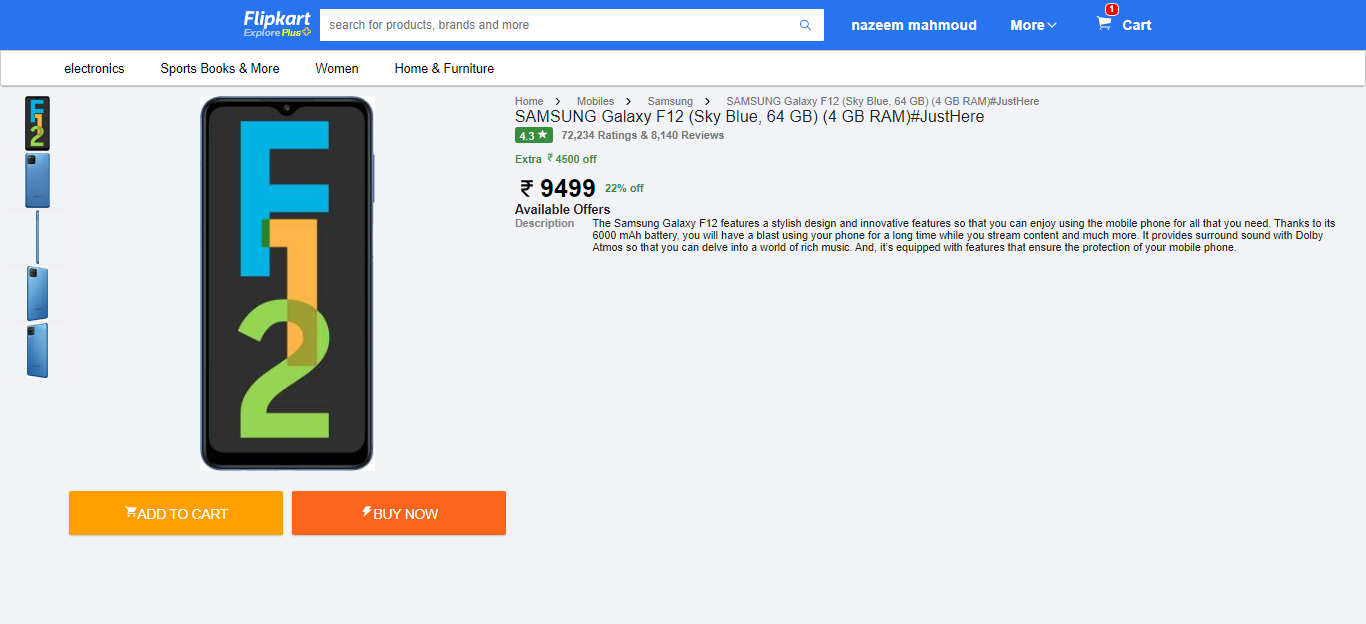 Flipkart
Explore Plus
search for products, brands and more
nazeem mahmoud
More
1
Cart
electronics
Sports Books & More
Women
Home & Furniture
Home > Mobiles > Samsung > SAMSUNG Galaxy F12 (Sky Blue, 64 GB) (4 GB RAM)#JustHere
SAMSUNG Galaxy F12 (Sky Blue, 64 GB) (4 GB RAM)#JustHere
4.3 ★ 72,234 Ratings & 8,140 Reviews
Extra ₹ 4500 off
₹ 9499 22% off
Available Offers
Description The Samsung Galaxy F12 features a stylish design and innovative features so that you can enjoy using the mobile phone for all that you need. Thanks to its
6000 mAh battery, you will have a blast using your phone for a long time while you stream content and much more. It provides surround sound with Dolby
Atmos so that you can delve into a world of rich music. And, it's equipped with features that ensure the protection of your mobile phone.
F
12
F
1
2
ADD TO CART
BUY NOW